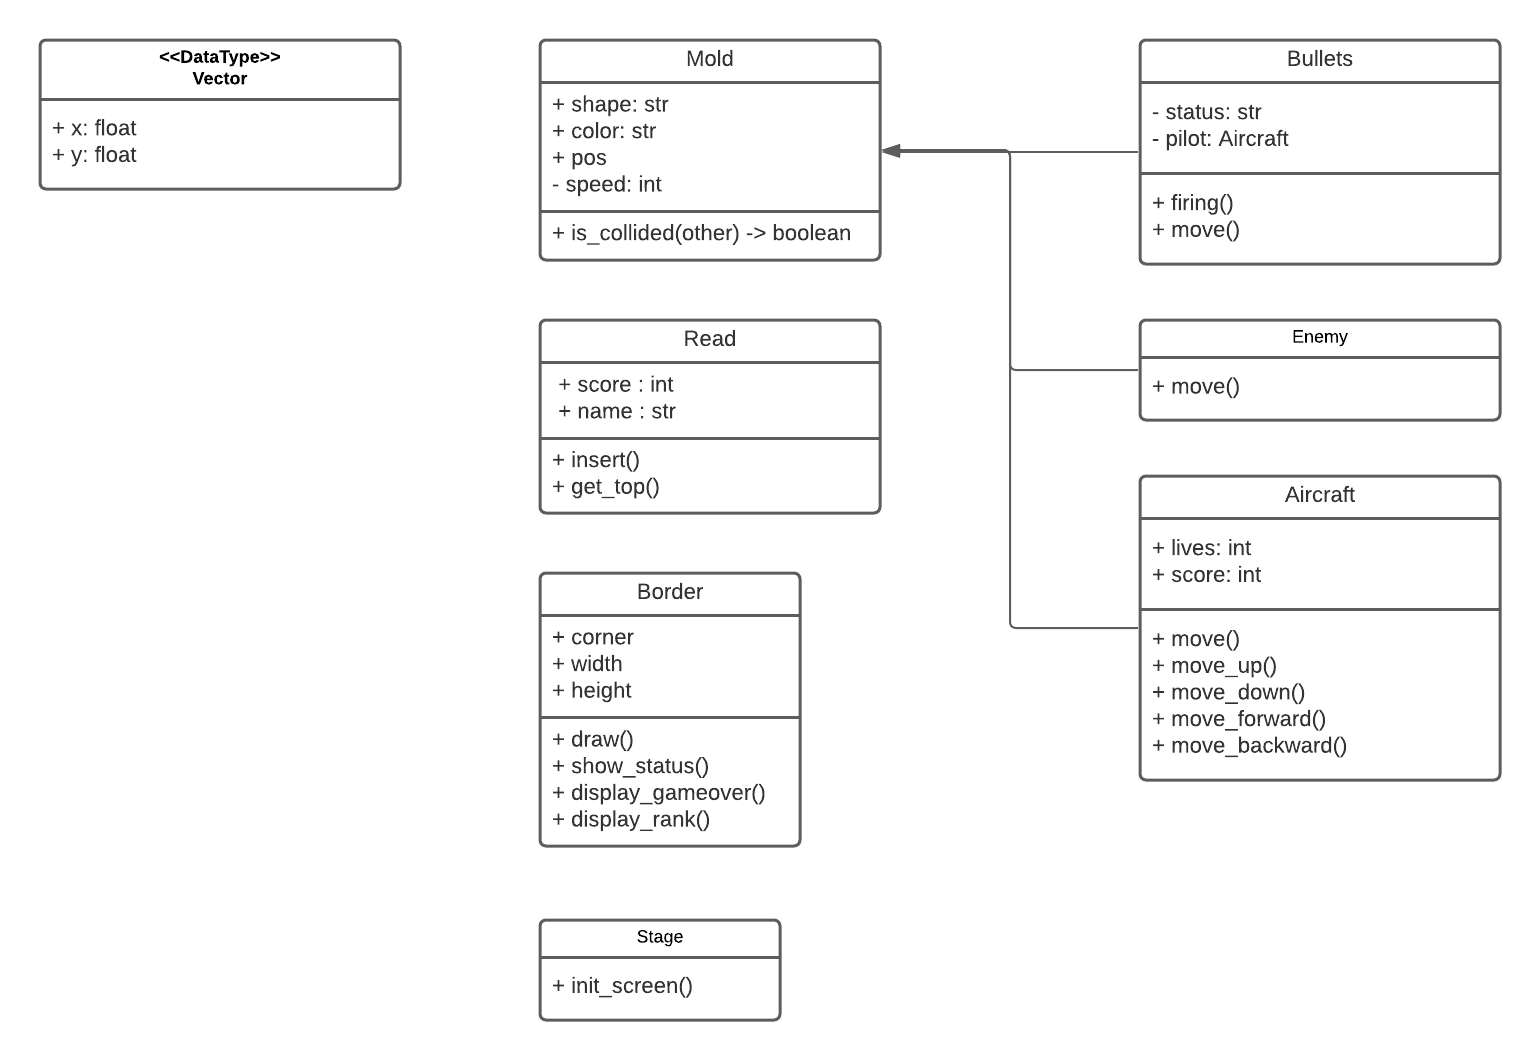 <<DataType>>
Vector
+ x: float
+ y: float
Mold
+ shape: str
+ color: str
+ pos
- speed: int
+ is_collided(other) -> boolean
Read
+ score : int
+ name : str
+ insert()
+ get_top()
Border
+ corner
+ width
+ height
+ draw()
+ show_status()
+ display_gameover()
+ display_rank()
Stage
+ init_screen()
Bullets
- status: str
- pilot: Aircraft
+ firing()
+ move()
Enemy
+ move()
Aircraft
+ lives: int
+ score: int
+ move()
+ move_up()
+ move_down()
+ move_forward()
+ move_backward()